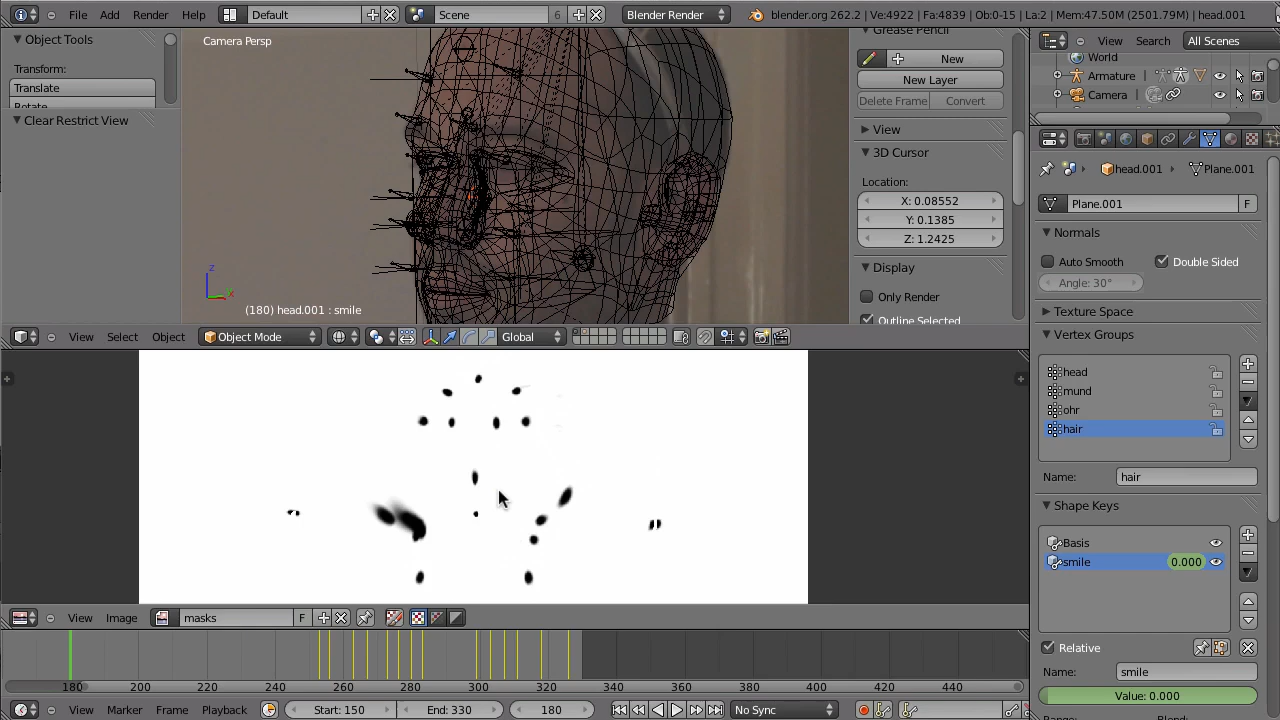 File Add Render Help Default Scene 6 Blender Render blender.org 262.2 | Ve:4922 | Fa:4839 | Ob:0-15 | La:2 | Mem:47.50M (2501.79M) | head.001
Object Tools
Transform:
Translate
Rotate
Clear Restrict View
Camera Persp
z
x
(180) head.001 : smile
Grease Pencil
New
New Layer
Delete Frame Convert
View
3D Cursor
Location:
X: 0.08552
Y: 0.1385
Z: 1.2425
Display
Only Render
Outline Selected
View Select Object Object Mode Global
View Image masks F
180 200 220 240 260 280 300 320 340 360 380 400 420 440
View Marker Frame Playback Start: 150 End: 330 180 No Sync
View Search All Scenes
World
Armature
Camera
head.001 Plane.001
Plane.001 F
Normals
Auto Smooth Double Sided
Angle: 30°
Texture Space
Vertex Groups
head
mund
ohr
hair
Name: hair
Shape Keys
Basis
smile 0.000
Relative
Name: smile
Value: 0.000
Range: Blend: